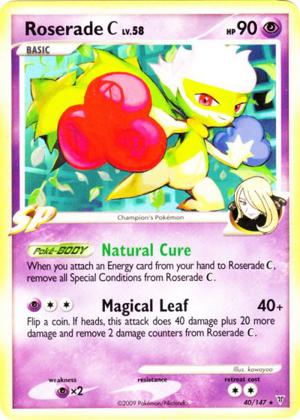 Roserade C LV.58 HP 90
BASIC
SP
Champion's Pokémon
Poké-BODY Natural Cure
When you attach an Energy card from your hand to Roserade C,
remove all Special Conditions from Roserade C.
Magical Leaf 40+
Flip a coin. If heads, this attack does 40 damage plus 20 more
damage and remove 2 damage counters from Roserade C.
weakness resistance retreat cost
×2
Illus. kawayoo
©2009 Pokémon/Nintendo 40/147 ★